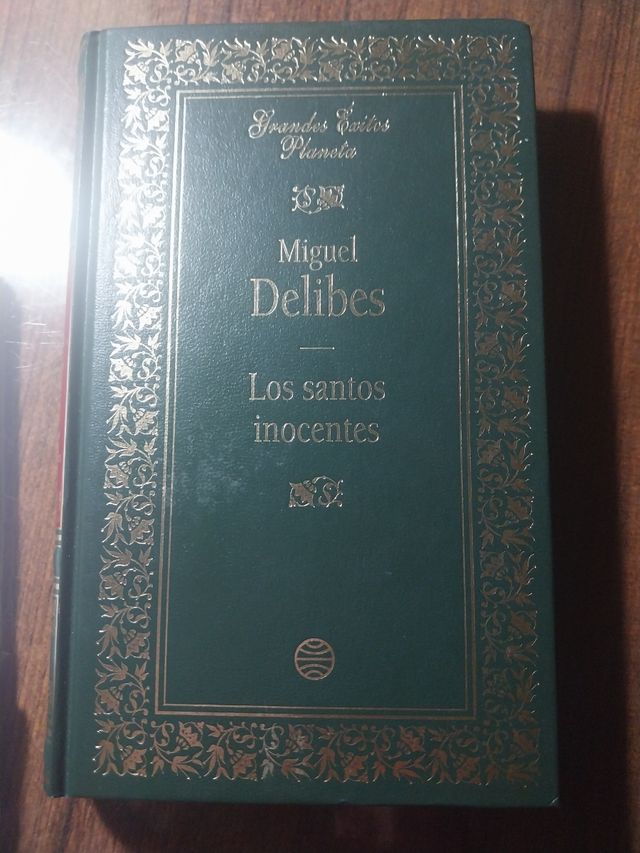 Grandes Éxitos
Planeta
Miguel
Delibes
Los santos
inocentes